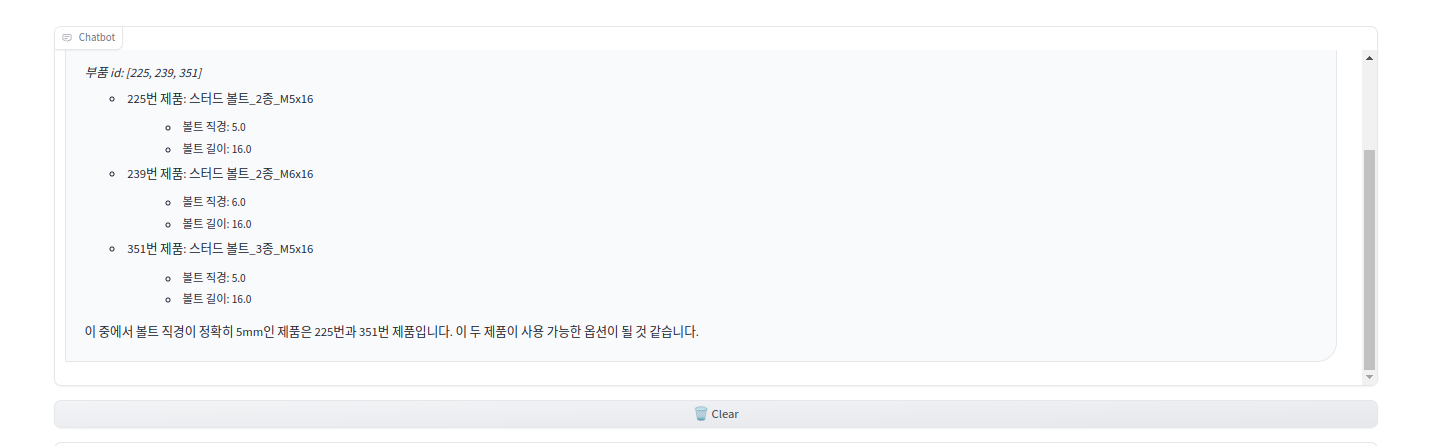 Chatbot
부품 id: [225, 239, 351]
225번 제품: 스터드 볼트_2종_M5x16
볼트 직경: 5.0
볼트 길이: 16.0
239번 제품: 스터드 볼트_2종_M6x16
볼트 직경: 6.0
볼트 길이: 16.0
351번 제품: 스터드 볼트_3종_M5x16
볼트 직경: 5.0
볼트 길이: 16.0
이 중에서 볼트 직경이 정확히 5mm인 제품은 225번과 351번 제품입니다. 이 두 제품이 사용 가능한 옵션이 될 것 같습니다.
Clear